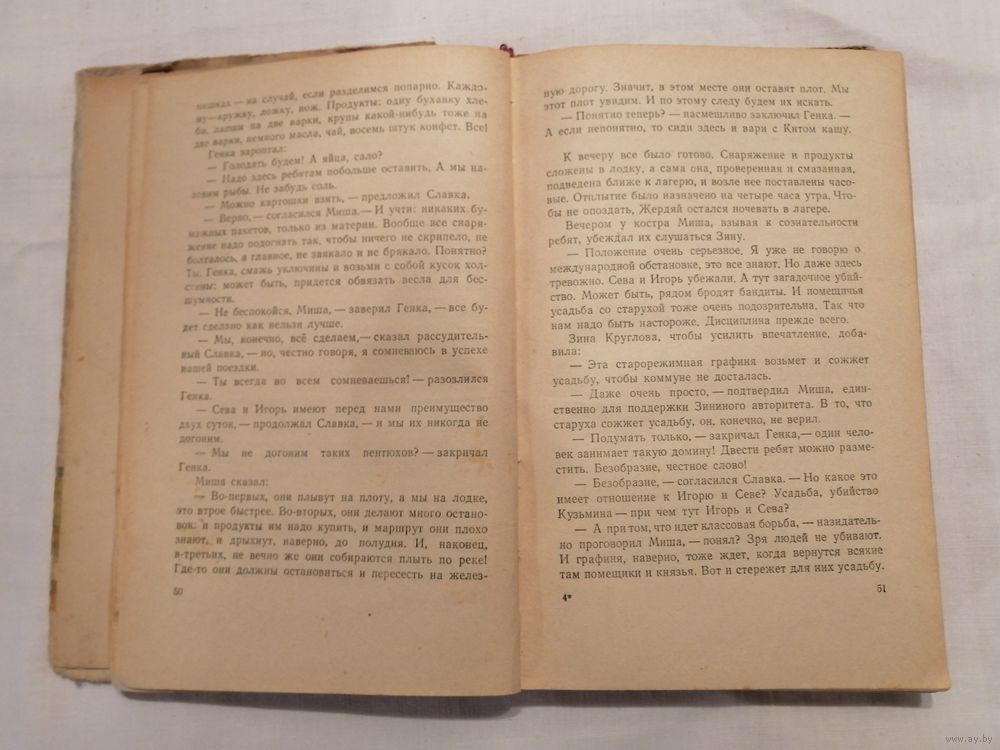 мешках — на случай, если разделимся попарно. Каждо-
му — кружку, ложку, нож. Продукты: одну буханку хле-
ба, лапши на две варки, крупы какой-нибудь тоже на
две варки, немного масла, чай, восемь штук конфет. Все!
Генка зароптал:
— Голодать будем! А яйца, сало?
— Надо здесь ребятам побольше оставить. А мы на-
ловим рыбы. Не забудь соль.
— Можно картошки взять, — предложил Славка.
— Верно, — согласился Миша. — И учти: никаких бу-
мажных пакетов, только из материи. Вообще все снаря-
жение надо подогнать так, чтобы ничего не скрипело, не
болталось, а главное, не звякало и не брякало. Понятно?
Ты, Генка, смажь уключины и возьми с собой кусок хол-
стины: может быть, придется обвязать весла для бес-
шумности.
— Не беспокойся, Миша, — заверил Генка, — все бу-
дет сделано как нельзя лучше.
— Мы, конечно, всё сделаем, — сказал рассудитель-
ный Славка, — но, честно говоря, я сомневаюсь в успехе
нашей поездки.
— Ты всегда во всем сомневаешься! — разозлился
Генка.
— Сева и Игорь имеют перед нами преимущество
двух суток, — продолжал Славка, — и мы их никогда не
догоним.
— Мы не догоним таких пентюхов? — закричал
Генка.
Миша сказал:
— Во-первых, они плывут на плоту, а мы на лодке,
это втрое быстрее. Во-вторых, они делают много остано-
вок: и продукты им надо купить, и маршрут они плохо
знают, и дрыхнут, наверно, до полудня. И, наконец,
в-третьих, не вечно же они собираются плыть по реке!
Где-то они должны остановиться и пересесть на желез-
50
ную дорогу. Значит, в этом месте они оставят плот. Мы
этот плот увидим. И по этому следу будем их искать.
— Понятно теперь? — насмешливо заключил Генка. —
А если непонятно, то сиди здесь и вари с Китом кашу.
К вечеру все было готово. Снаряжение и продукты
сложены в лодку, а сама она, проверенная и смазанная,
подведена ближе к лагерю, и возле нее поставлены часо-
вые. Отплытие было назначено на четыре часа утра. Что-
бы не опоздать, Жердяй остался ночевать в лагере.
Вечером у костра Миша, взывая к сознательности
ребят, убеждал их слушаться Зину.
— Положение очень серьезное. Я уже не говорю о
международной обстановке, это все знают. Но даже здесь
тревожно. Сева и Игорь убежали. А тут загадочное убий-
ство. Может быть, рядом бродят бандиты. И помещичья
усадьба со старухой тоже очень подозрительна. Так что
нам надо быть настороже. Дисциплина прежде всего.
Зина Круглова, чтобы усилить впечатление, доба-
вила:
— Эта старорежимная графиня возьмет и сожжет
усадьбу, чтобы коммуне не досталась.
— Даже очень просто, — подтвердил Миша, един-
ственно для поддержки Зининого авторитета. В то, что
старуха сожжет усадьбу, он, конечно, не верил.
— Подумать только, — закричал Генка, — один чело-
век занимает такую домину! Двести ребят можно разме-
стить. Безобразие, честное слово!
— Безобразие, — согласился Славка. — Но какое это
имеет отношение к Игорю и Севе? Усадьба, убийство
Кузьмина — при чем тут Игорь и Сева?
— А при том, что идет классовая борьба, — назидатель-
но проговорил Миша, — понял? Зря людей не убивают.
И графиня, наверно, тоже ждет, когда вернутся всякие
там помещики и князья. Вот и стережет для них усадьбу.
4* 51
www.ay.by